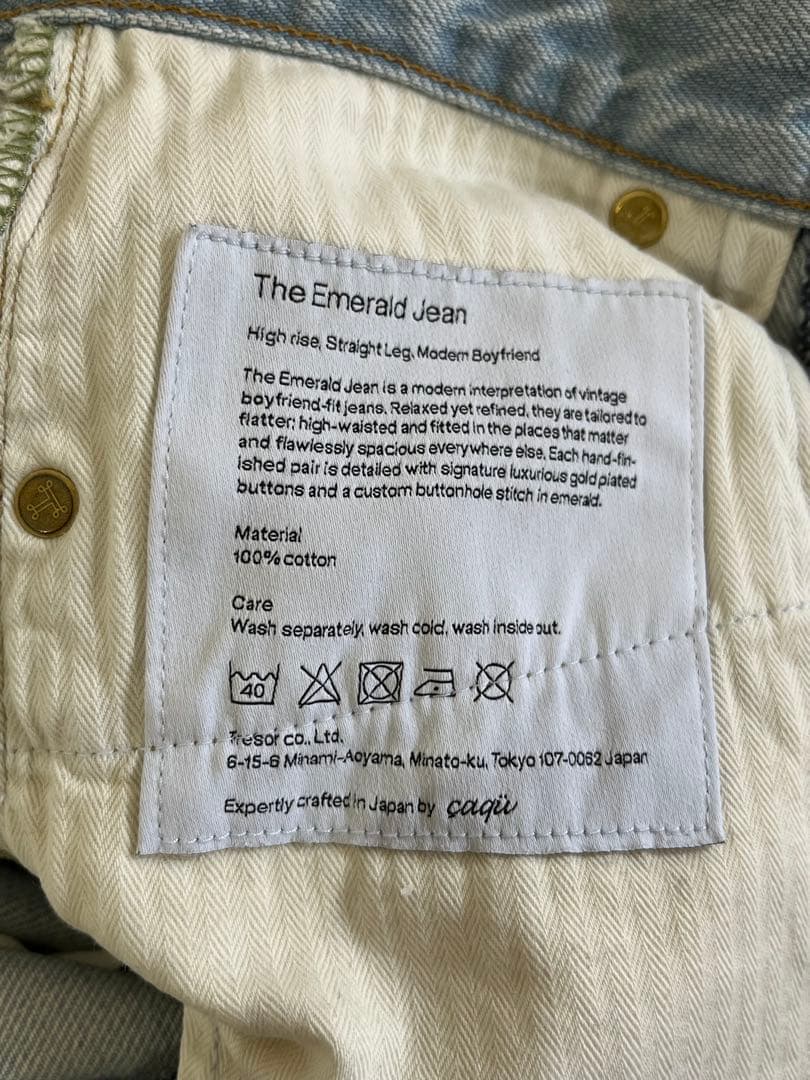 The Emerald Jean
High rise, Straight Leg, Modern Boyfriend
The Emerald Jean is a modern interpretation of vintage
boyfriend-fit jeans. Relaxed yet refined, they are tailored to
flatter; high-waisted and fitted in the places that matter
and flawlessly spacious everywhere else. Each hand-fin-
ished pair is detailed with signature luxurious gold plated
buttons and a custom buttonhole stitch in emerald.
Material
100% cotton
Care
Wash separately, wash cold, wash inside out.
40
Tresor co., Ltd.
6-15-6 Minami-Aoyama, Minato-ku, Tokyo 107-0062 Japan
Expertly crafted in Japan by çaqü